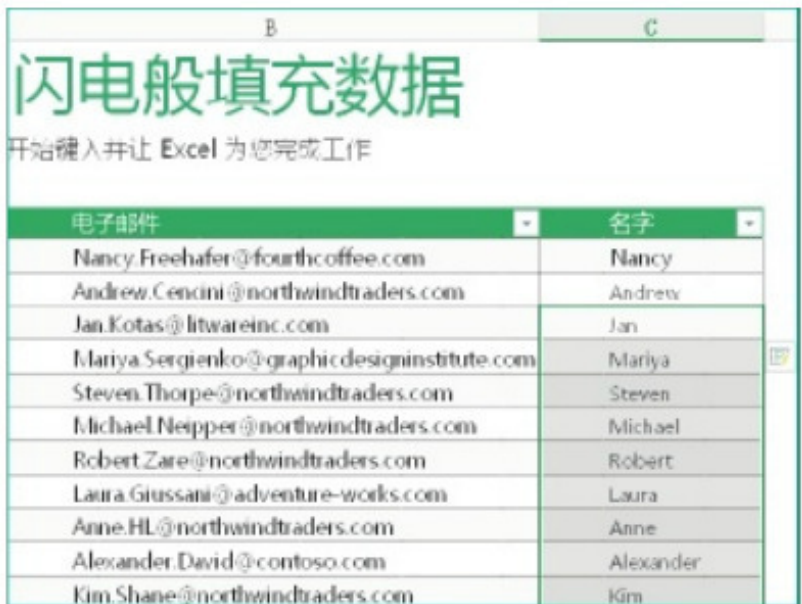 B C
闪电般填充数据
开始键入并让 Excel 为您完成工作
电子邮件 名字
Nancy.Freehafer@fourthcoffee.com Nancy
Andrew.Cencini@northwindtraders.com Andrew
Jan.Kotas@litwareinc.com Jan
Mariya.Sergienko@graphicdesigninstitute.com Mariya
Steven.Thorpe@northwindtraders.com Steven
Michael.Neipper@northwindtraders.com Michael
Robert.Zare@northwindtraders.com Robert
Laura.Giussani@adventure-works.com Laura
Anne.HL@northwindtraders.com Anne
Alexander.David@contoso.com Alexander
Kim.Shane@northwindtraders.com Kim